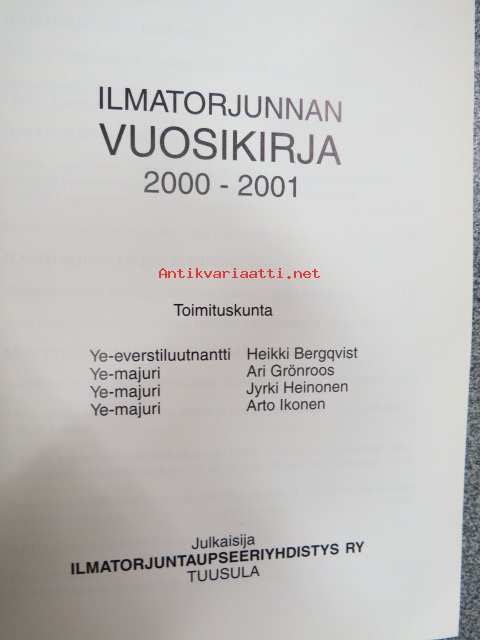 ILMATORJUNNAN
VUOSIKIRJA
2000 - 2001
Antikvariaatti.net
Toimituskunta
Ye-everstiluutnantti Heikki Bergqvist
Ye-majuri Ari Grönroos
Ye-majuri Jyrki Heinonen
Ye-majuri Arto Ikonen
Julkaisija
ILMATORJUNTAUPSEERIYHDISTYS RY
TUUSULA